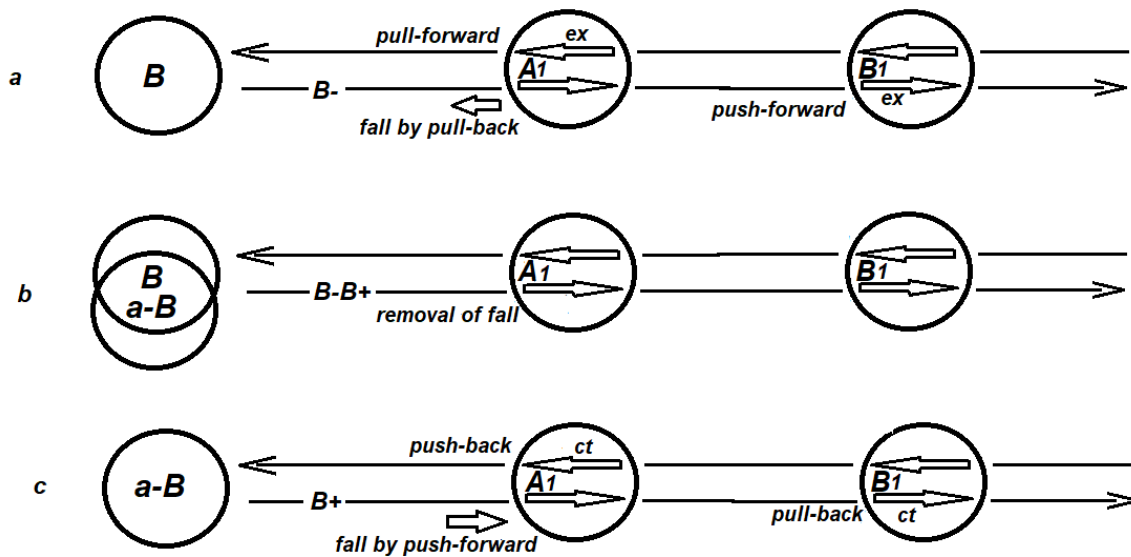 pull-forward
ex
a
B
A1
B1
B-
ex
fall by pull-back
push-forward
b
B
a-B
A1
B1
B-B+
removal of fall
push-back
ct
c
a-B
A1
B1
B+
pull-back
ct
fall by push-forward